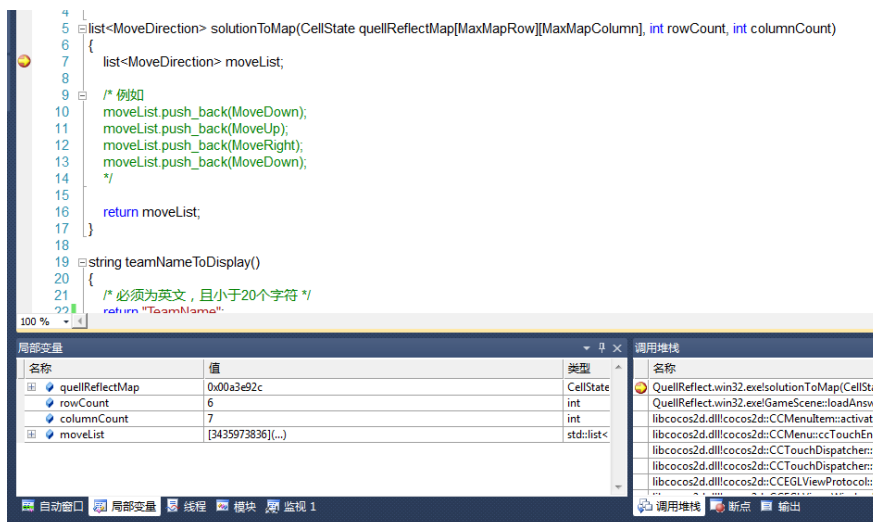 4
5 list<MoveDirection> solutionToMap(CellState quellReflectMap[MaxMapRow][MaxMapColumn], int rowCount, int columnCount)
6 {
7 list<MoveDirection> moveList;
8
9 /* 例如
10 moveList.push_back(MoveDown);
11 moveList.push_back(MoveUp);
12 moveList.push_back(MoveRight);
13 moveList.push_back(MoveDown);
14 */
15
16 return moveList;
17 }
18
19 string teamNameToDisplay()
20 {
21 /* 必须为英文，且小于20个字符 */
22 return "TeamName";
100 %
局部变量
名称 值 类型
quellReflectMap 0x00a3e92c CellState
rowCount 6 int
columnCount 7 int
moveList [3435973836](...) std::list<
自动窗口 局部变量 线程 模块 监视 1
调用堆栈
名称
QuellReflect.win32.exe!solutionToMap(CellSta
QuellReflect.win32.exe!GameScene::loadAnsw
libcocos2d.dll!cocos2d::CCMenuItem::activat
libcocos2d.dll!cocos2d::CCMenu::ccTouchEn
libcocos2d.dll!cocos2d::CCTouchDispatcher::
libcocos2d.dll!cocos2d::CCTouchDispatcher::
libcocos2d.dll!cocos2d::CCEGLViewProtocol::
调用堆栈 断点 输出